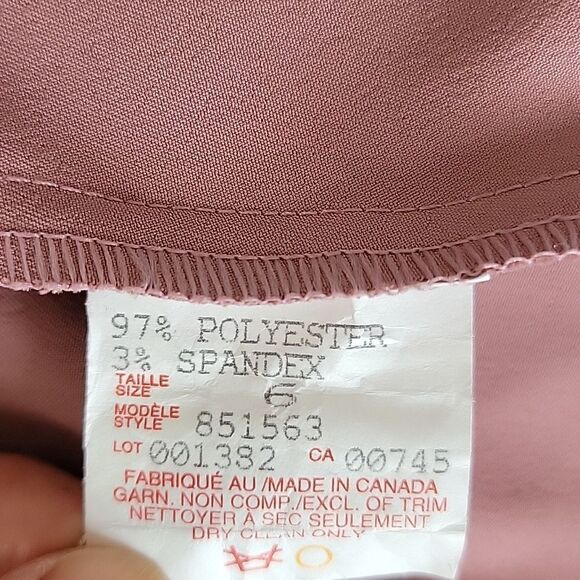 97% POLYESTER
3% SPANDEX
TAILLE
SIZE 6
MODÈLE
STYLE 851563
LOT 001382 CA 00745
FABRIQUÉ AU/MADE IN CANADA
GARN. NON COMP./EXCL. OF TRIM
NETTOYER À SEC SEULEMENT
DRY CLEAN ONLY